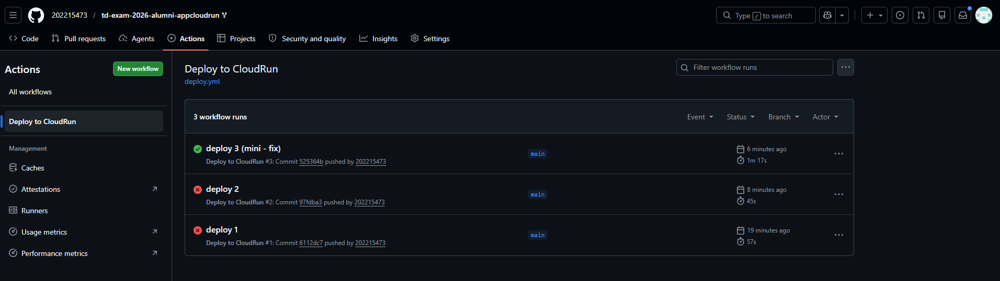 202215473 / td-exam-2026-alumni-appcloudrun
Type / to search
Code
Pull requests
Agents
Actions
Projects
Security and quality
Insights
Settings
Actions
New workflow
All workflows
Deploy to CloudRun
Management
Caches
Attestations
Runners
Usage metrics
Performance metrics
Deploy to CloudRun
deploy.yml
Filter workflow runs
3 workflow runs
Event
Status
Branch
Actor
deploy 3 (mini - fix)
Deploy to CloudRun #3: Commit 525364b pushed by 202215473
main
6 minutes ago
1m 17s
deploy 2
Deploy to CloudRun #2: Commit 97fdba3 pushed by 202215473
main
8 minutes ago
45s
deploy 1
Deploy to CloudRun #1: Commit 6112dc7 pushed by 202215473
main
19 minutes ago
57s